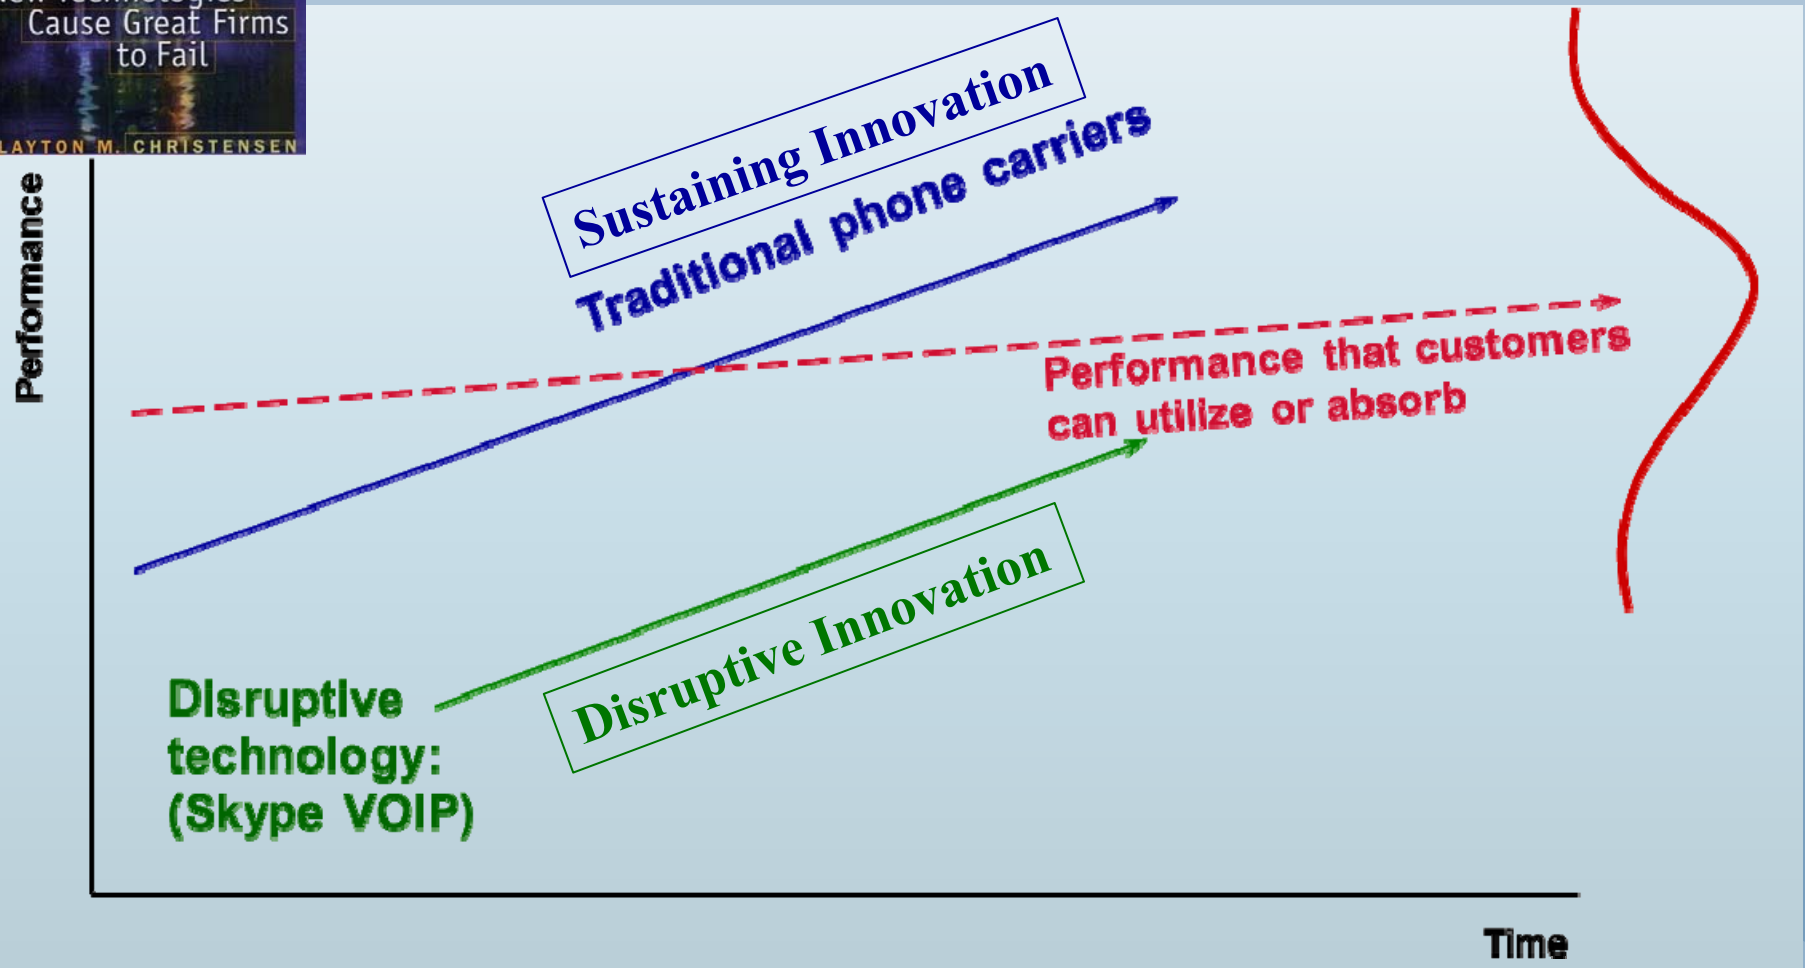 Technologies
Cause Great Firms
to Fail
LAYTON M. CHRISTENSEN
Performance
Sustaining Innovation
Traditional phone carriers
Performance that customers
can utilize or absorb
Disruptive Innovation
Disruptive
technology:
(Skype VOIP)
Time